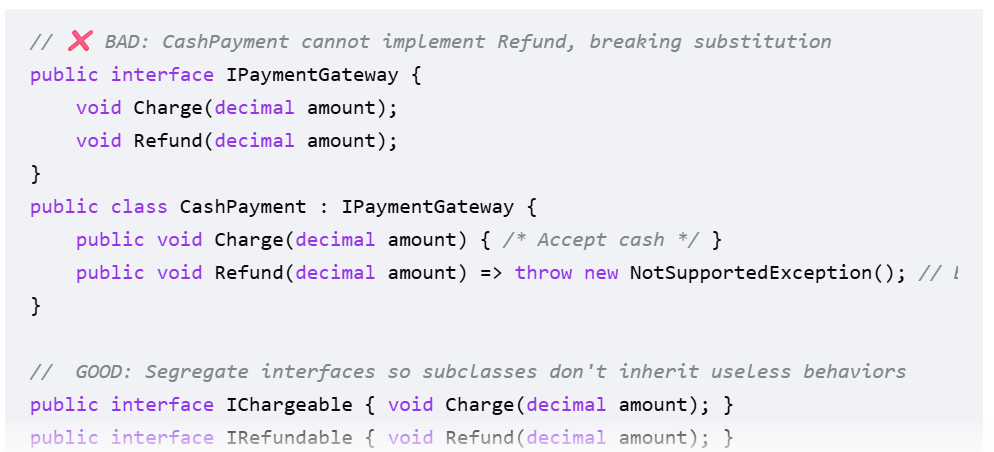 // ❌ BAD: CashPayment cannot implement Refund, breaking substitution
public interface IPaymentGateway {
    void Charge(decimal amount);
    void Refund(decimal amount);
}
public class CashPayment : IPaymentGateway {
    public void Charge(decimal amount) { /* Accept cash */ }
    public void Refund(decimal amount) => throw new NotSupportedException(); //
}

//  GOOD: Segregate interfaces so subclasses don't inherit useless behaviors
public interface IChargeable { void Charge(decimal amount); }
public interface IRefundable { void Refund(decimal amount); }